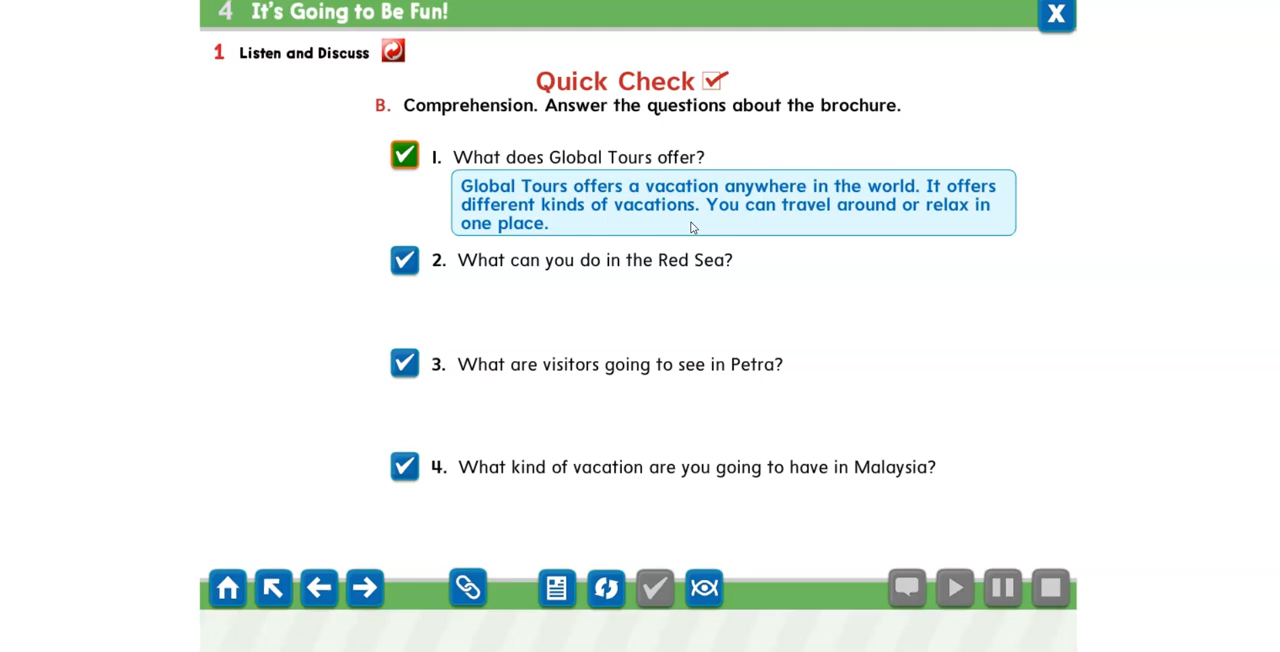 4 It's Going to Be Fun!
X
1 Listen and Discuss
Quick Check
B. Comprehension. Answer the questions about the brochure.
1. What does Global Tours offer?
Global Tours offers a vacation anywhere in the world. It offers
different kinds of vacations. You can travel around or relax in
one place.
2. What can you do in the Red Sea?
3. What are visitors going to see in Petra?
4. What kind of vacation are you going to have in Malaysia?